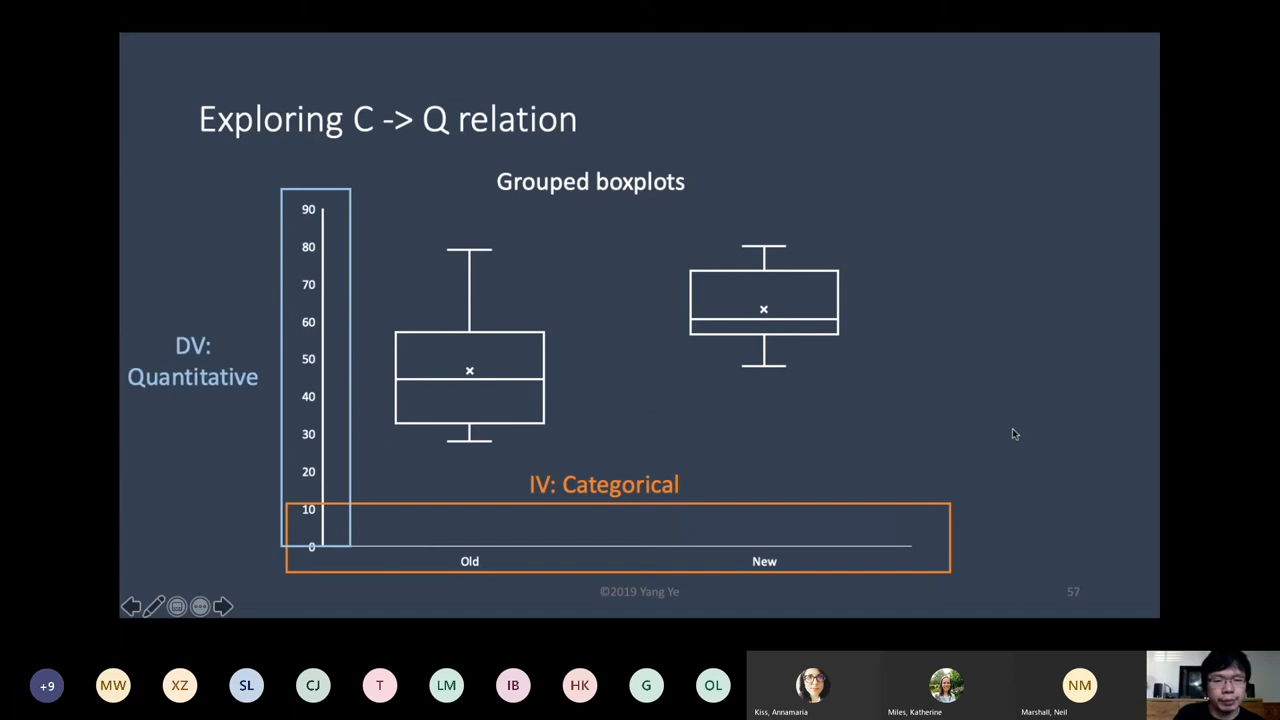 Exploring C -> Q relation
Grouped boxplots
90
80
70
60
50
40
30
20
10
0
DV:
Quantitative
IV: Categorical
Old
New
©2019 Yang Ye
57
+9
MW
XZ
SL
CJ
T
LM
IB
HK
G
OL
NM
Kiss, Annamaria
Miles, Katherine
Marshall, Neil